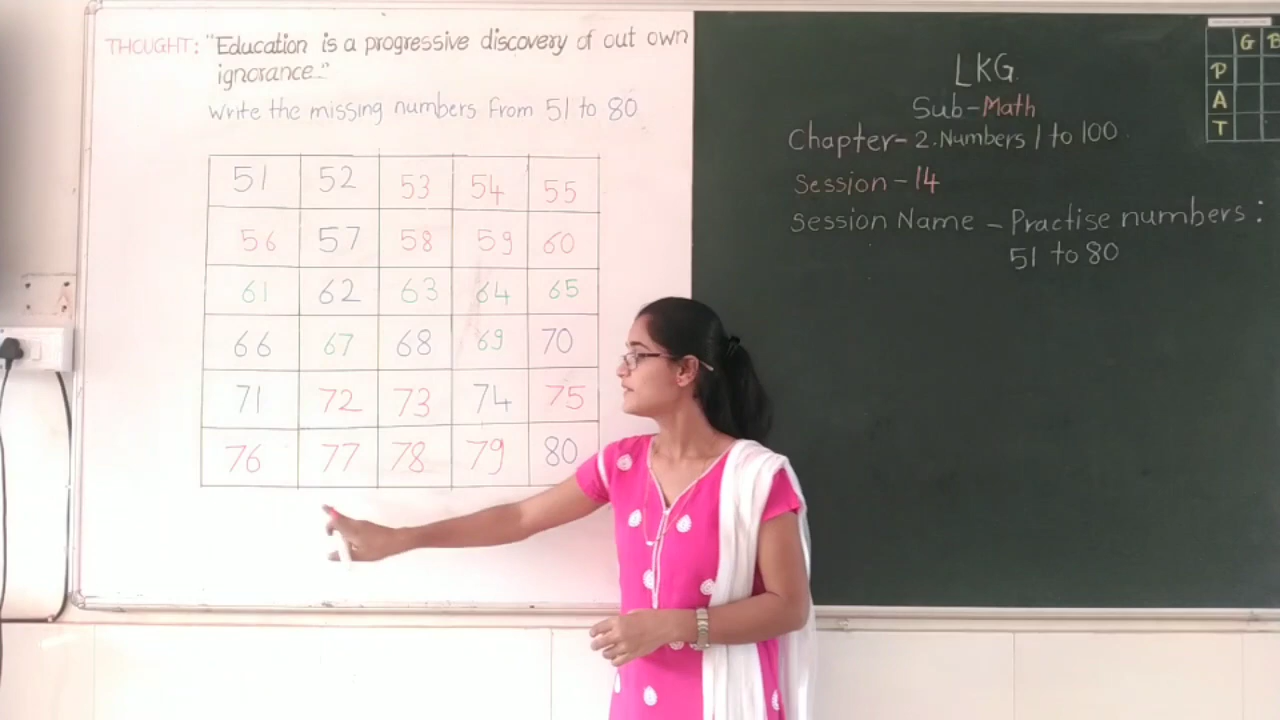 THOUGHT: "Education is a progressive discovery of out own
ignorance."
Write the missing numbers from 51 to 80
51 52 53 54 55
56 57 58 59 60
61 62 63 64 65
66 67 68 69 70
71 72 73 74 75
76 77 78 79 80
LKG
Sub-Math
Chapter- 2. Numbers 1 to 100
Session - 14
Session Name - Practise numbers:
51 to 80
G B
P
A
T